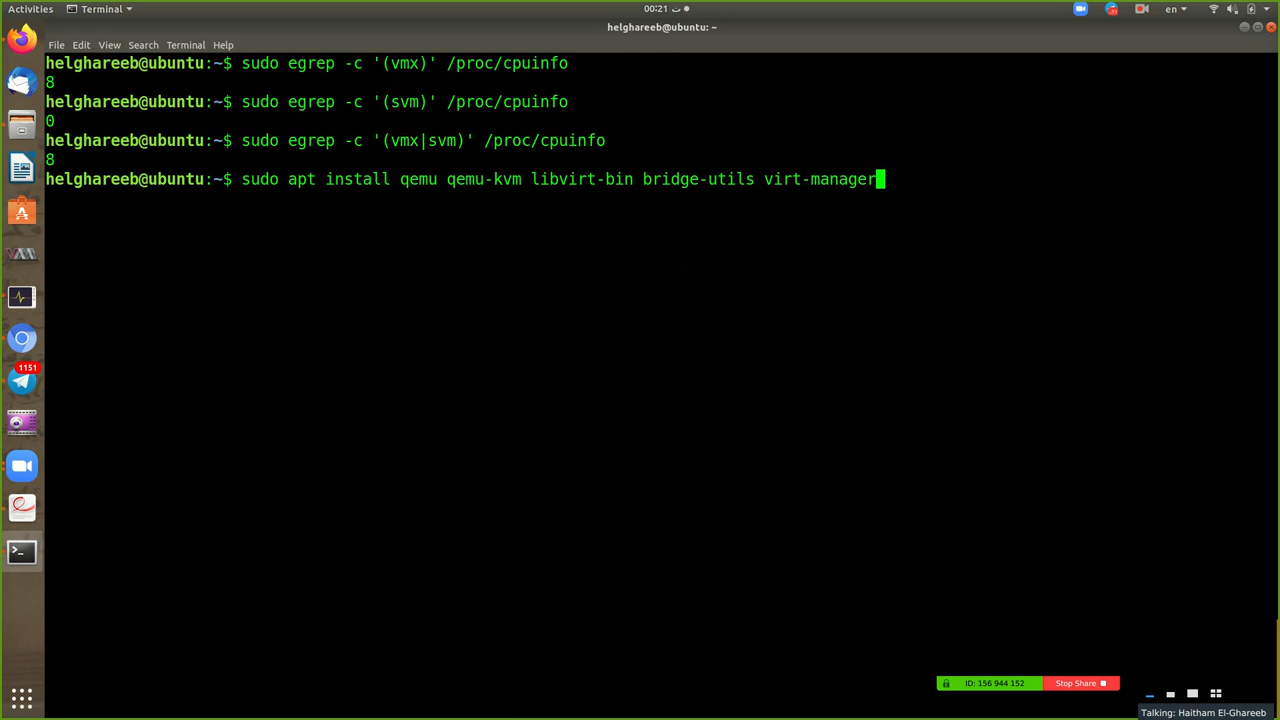 Activities Terminal 00:21 ت en
helghareeb@ubuntu: ~
File Edit View Search Terminal Help
helghareeb@ubuntu:~$ sudo egrep -c '(vmx)' /proc/cpuinfo
8
helghareeb@ubuntu:~$ sudo egrep -c '(svm)' /proc/cpuinfo
0
helghareeb@ubuntu:~$ sudo egrep -c '(vmx|svm)' /proc/cpuinfo
8
helghareeb@ubuntu:~$ sudo apt install qemu qemu-kvm libvirt-bin bridge-utils virt-manager
1151
ID: 156 944 152 Stop Share
Talking: Haitham El-Ghareeb